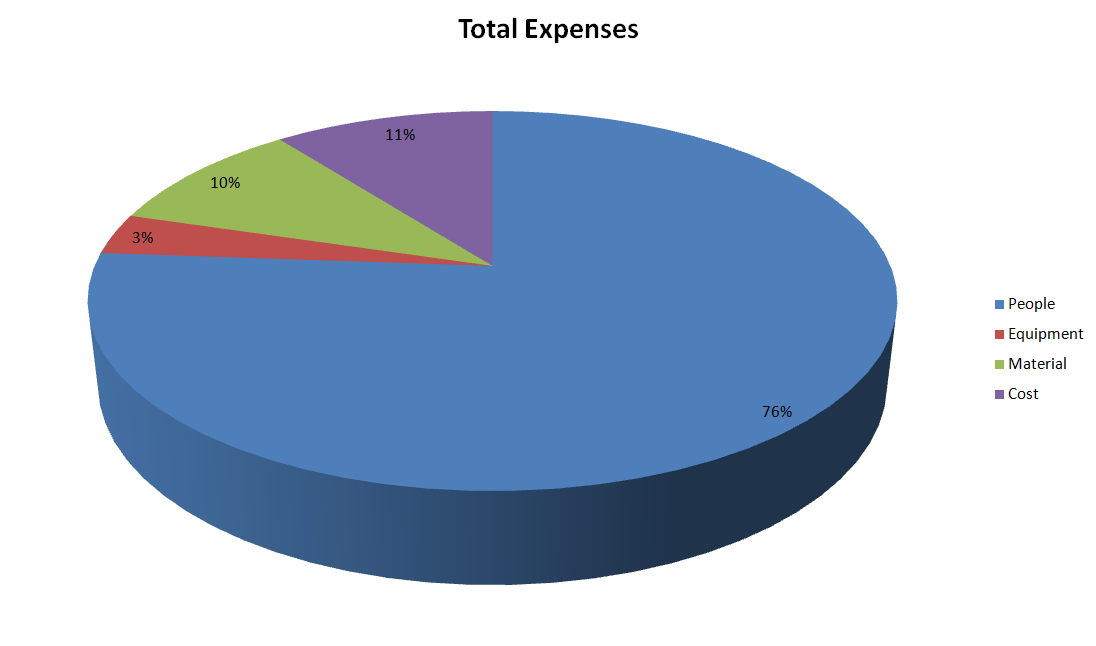 Total Expenses
11%
10%
3%
76%
People
Equipment
Material
Cost